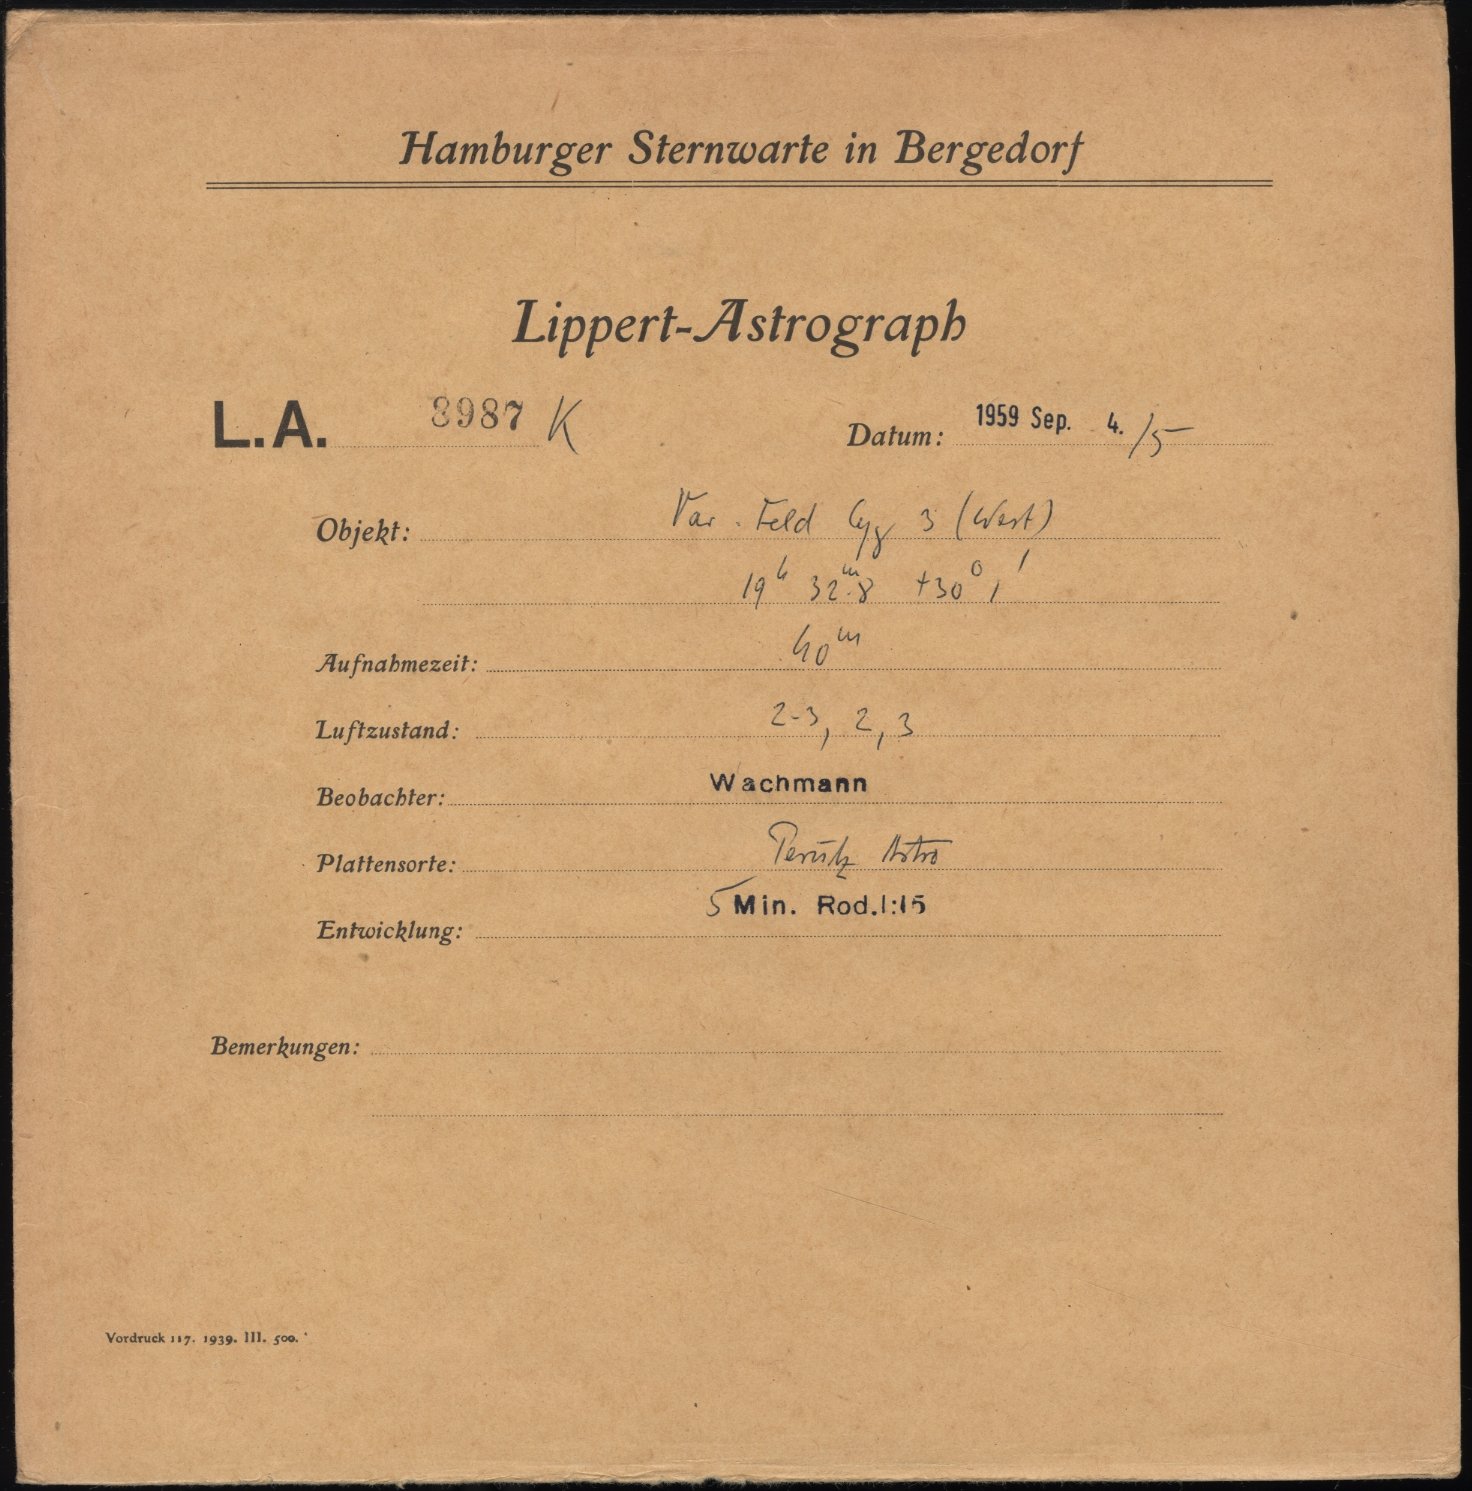 Hamburger Sternwarte in Bergedorf
Lippert-Astrograph
L.A. 8987 K Datum: 1959 Sep. 4./5
Objekt: Var. Feld Cyg 3 (West)
19h 32m.8 +30° 1'
Aufnahmezeit: 40m
Luftzustand: 2-3, 2, 3
Beobachter: Wachmann
Plattensorte: Perutz Astro
Entwicklung: 5 Min. Rod.1:15
Bemerkungen:
Vordruck 117. 1939. III. 500.